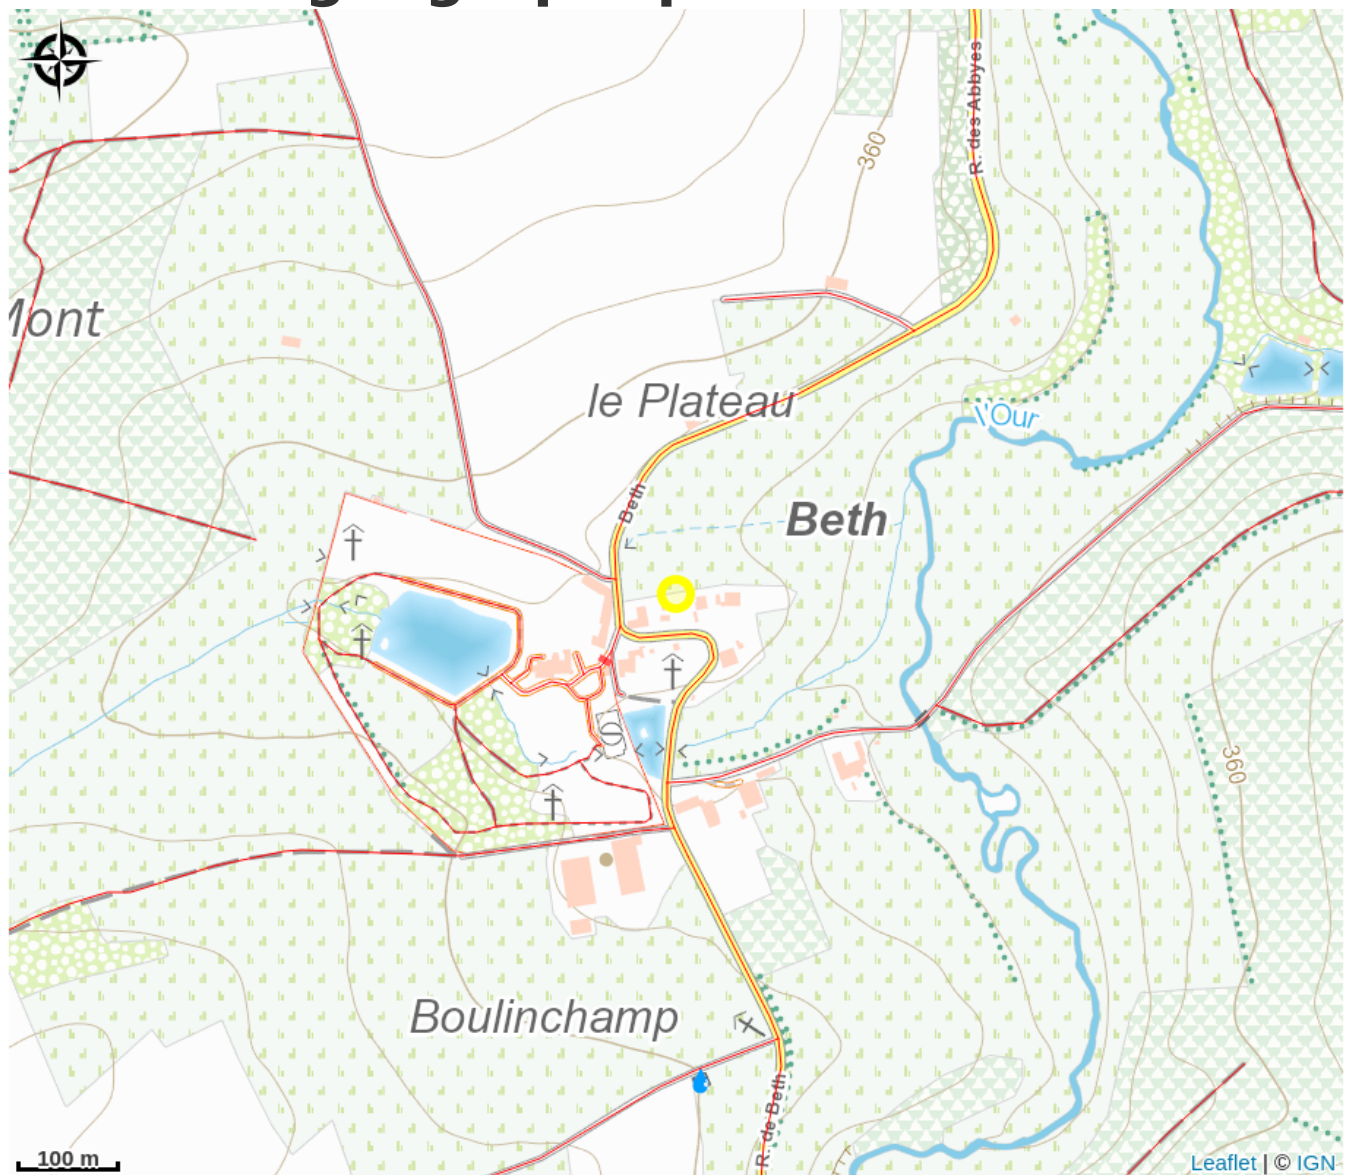 R. des Abbyes
360
Mont
le Plateau
l'Our
Beth
Beth
360
Boulinchamp
R. de Beth
100 m
Leaflet | © IGN